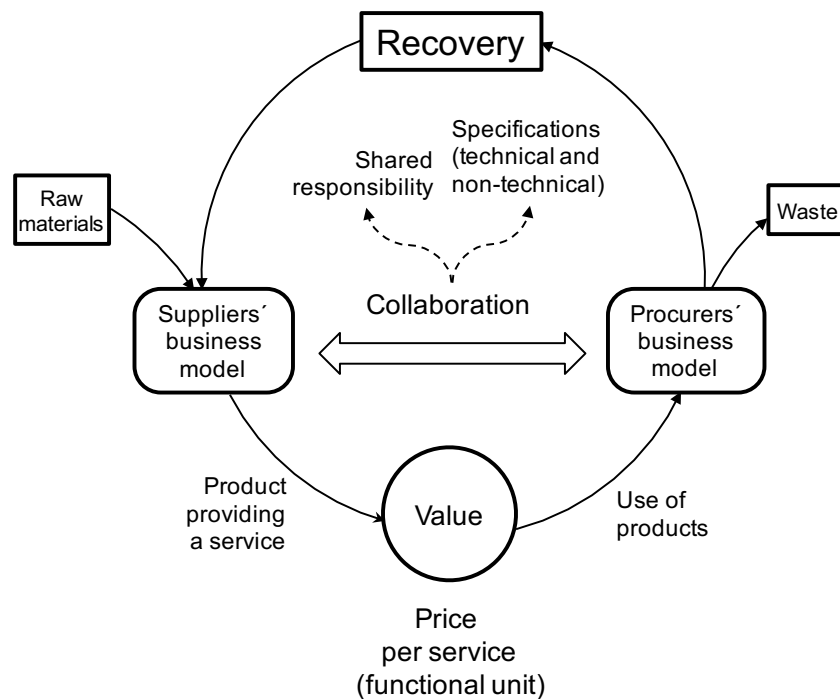 Recovery
Specifications
(technical and
non-technical)
Shared
responsibility
Raw
materials
Waste
Collaboration
Suppliers´
business
model
Procurers´
business
model
Product
providing
a service
Value
Use of
products
Price
per service
(functional unit)